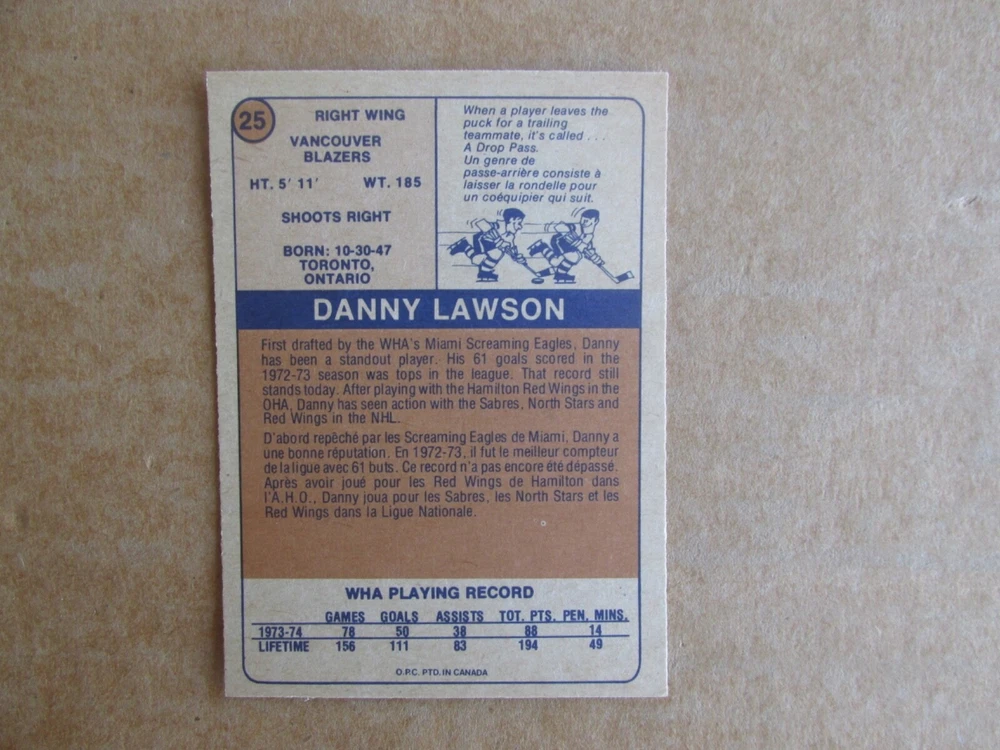 25
RIGHT WING
VANCOUVER
BLAZERS
HT. 5' 11' WT. 185
SHOOTS RIGHT
BORN: 10-30-47
TORONTO,
ONTARIO
When a player leaves the
puck for a trailing
teammate, it's called . . .
A Drop Pass.
Un genre de
passe-arrière consiste à
laisser la rondelle pour
un coéquipier qui suit.
DANNY LAWSON
First drafted by the WHA's Miami Screaming Eagles, Danny
has been a standout player. His 61 goals scored in the
1972-73 season was tops in the league. That record still
stands today. After playing with the Hamilton Red Wings in the
OHA, Danny has seen action with the Sabres, North Stars and
Red Wings in the NHL.
D'abord repêché par les Screaming Eagles de Miami, Danny a
une bonne réputation. En 1972-73, il fut le meilleur compteur
de la ligue avec 61 buts. Ce record n'a pas encore été dépassé.
Après avoir joué pour les Red Wings de Hamilton dans
l'A.H.O., Danny joua pour les Sabres, les North Stars et les
Red Wings dans la Ligue Nationale.
WHA PLAYING RECORD
GAMES GOALS ASSISTS TOT. PTS. PEN. MINS.
1973-74 78 50 38 88 14
LIFETIME 156 111 83 194 49
O.P.C. PTD. IN CANADA